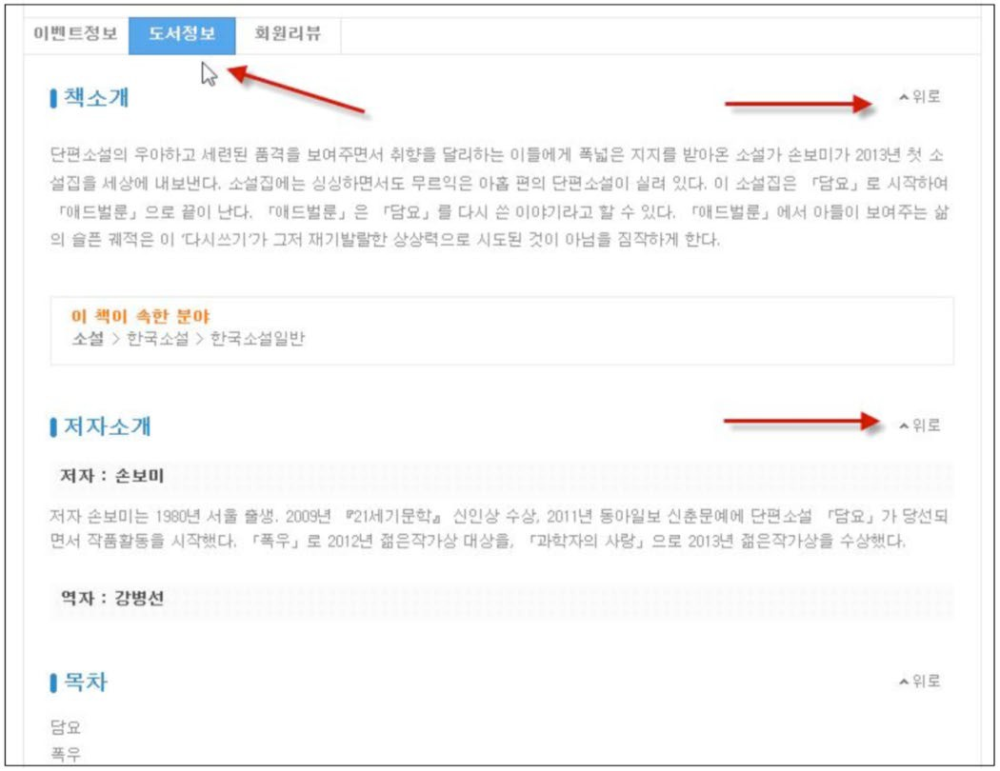 이벤트정보 도서정보 회원리뷰
책소개 위로
단편소설의 우아하고 세련된 품격을 보여주면서 취향을 달리하는 이들에게 폭넓은 지지를 받아온 소설가 손보미가 2013년 첫 소
설집을 세상에 내보낸다. 소설집에는 싱싱하면서도 무르익은 아홉 편의 단편소설이 실려 있다. 이 소설집은 「담요」로 시작하여
「애드벌룬」으로 끝이 난다. 「애드벌룬」은 「담요」를 다시 쓴 이야기라고 할 수 있다. 「애드벌룬」에서 아들이 보여주는 삶
의 슬픈 궤적은 이 '다시쓰기'가 그저 재기발랄한 상상력으로 시도된 것이 아님을 짐작하게 한다.
이 책이 속한 분야
소설 > 한국소설 > 한국소설일반
저자소개 위로
저자 : 손보미
저자 손보미는 1980년 서울 출생. 2009년 『21세기문학』 신인상 수상, 2011년 동아일보 신춘문예에 단편소설 「담요」가 당선되
면서 작품활동을 시작했다. 「폭우」로 2012년 젊은작가상 대상을, 「과학자의 사랑」으로 2013년 젊은작가상을 수상했다.
역자 : 강병선
목차 위로
담요
폭우